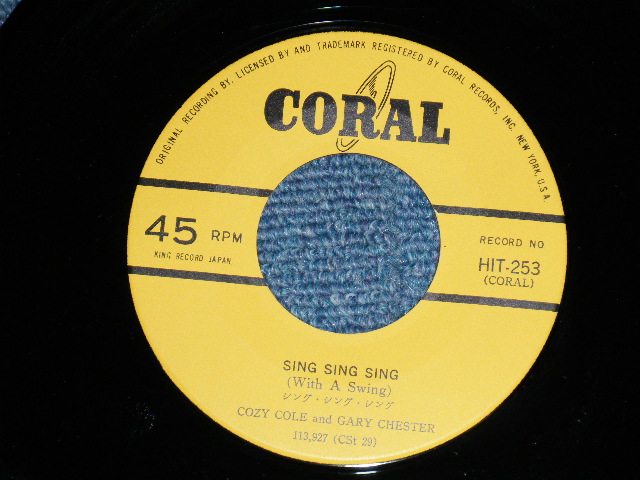 ORIGINAL RECORDING BY, LICENSED BY AND TRADEMARK REGISTERED BY CORAL RECORDS, INC. NEW YORK, U.S.A.
CORAL
45 RPM
KING RECORD JAPAN
RECORD NO
HIT-253
(CORAL)
SING SING SING
(With A Swing)
シング・シング・シング
COZY COLE and GARY CHESTER
113,927 (CSt 29)